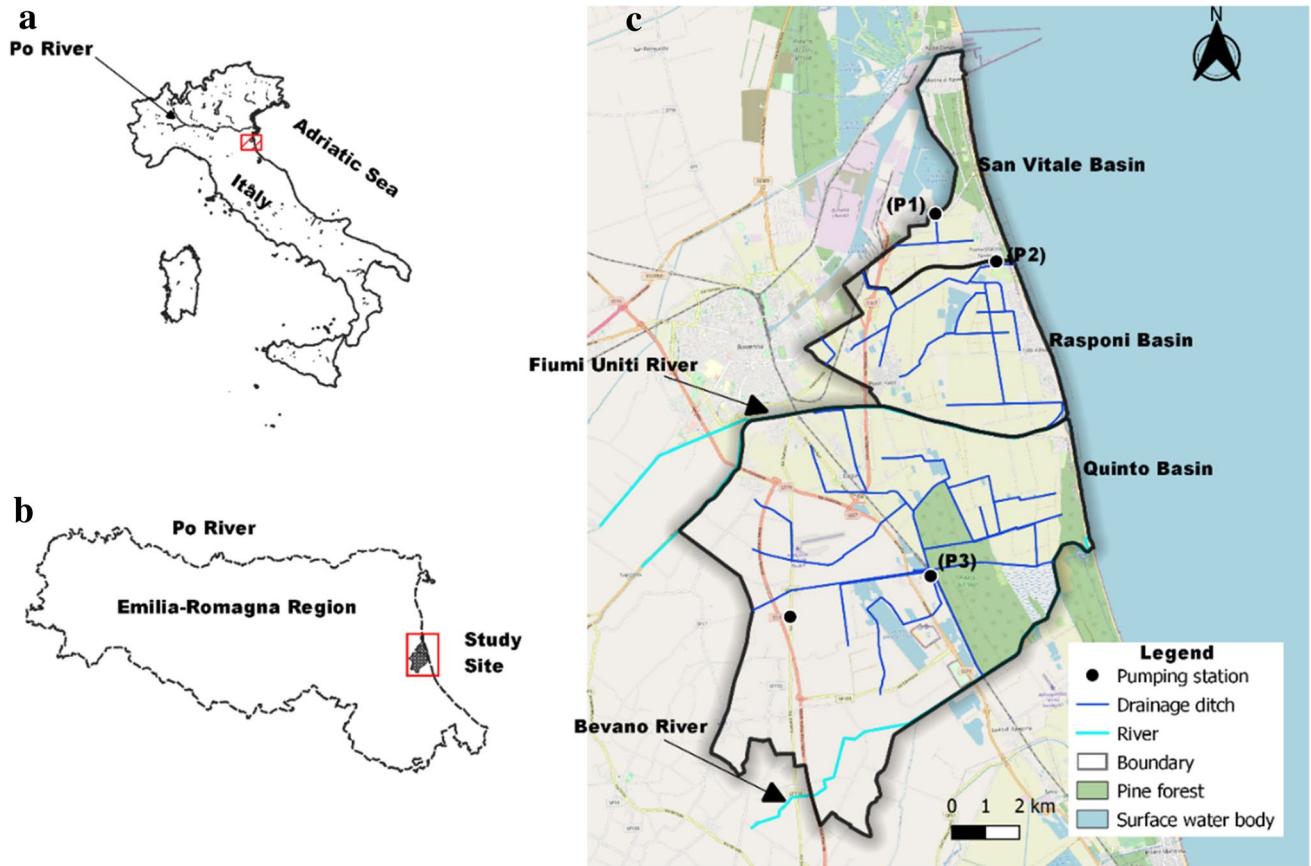 a
Po River
Adriatic Sea
Italy
b
Po River
Emilia-Romagna Region
Study
Site
c
N
San Vitale Basin
(P1)
(P2)
Rasponi Basin
Fiumi Uniti River
Quinto Basin
(P3)
Bevano River
0 1 2 km
Legend
Pumping station
Drainage ditch
River
Boundary
Pine forest
Surface water body